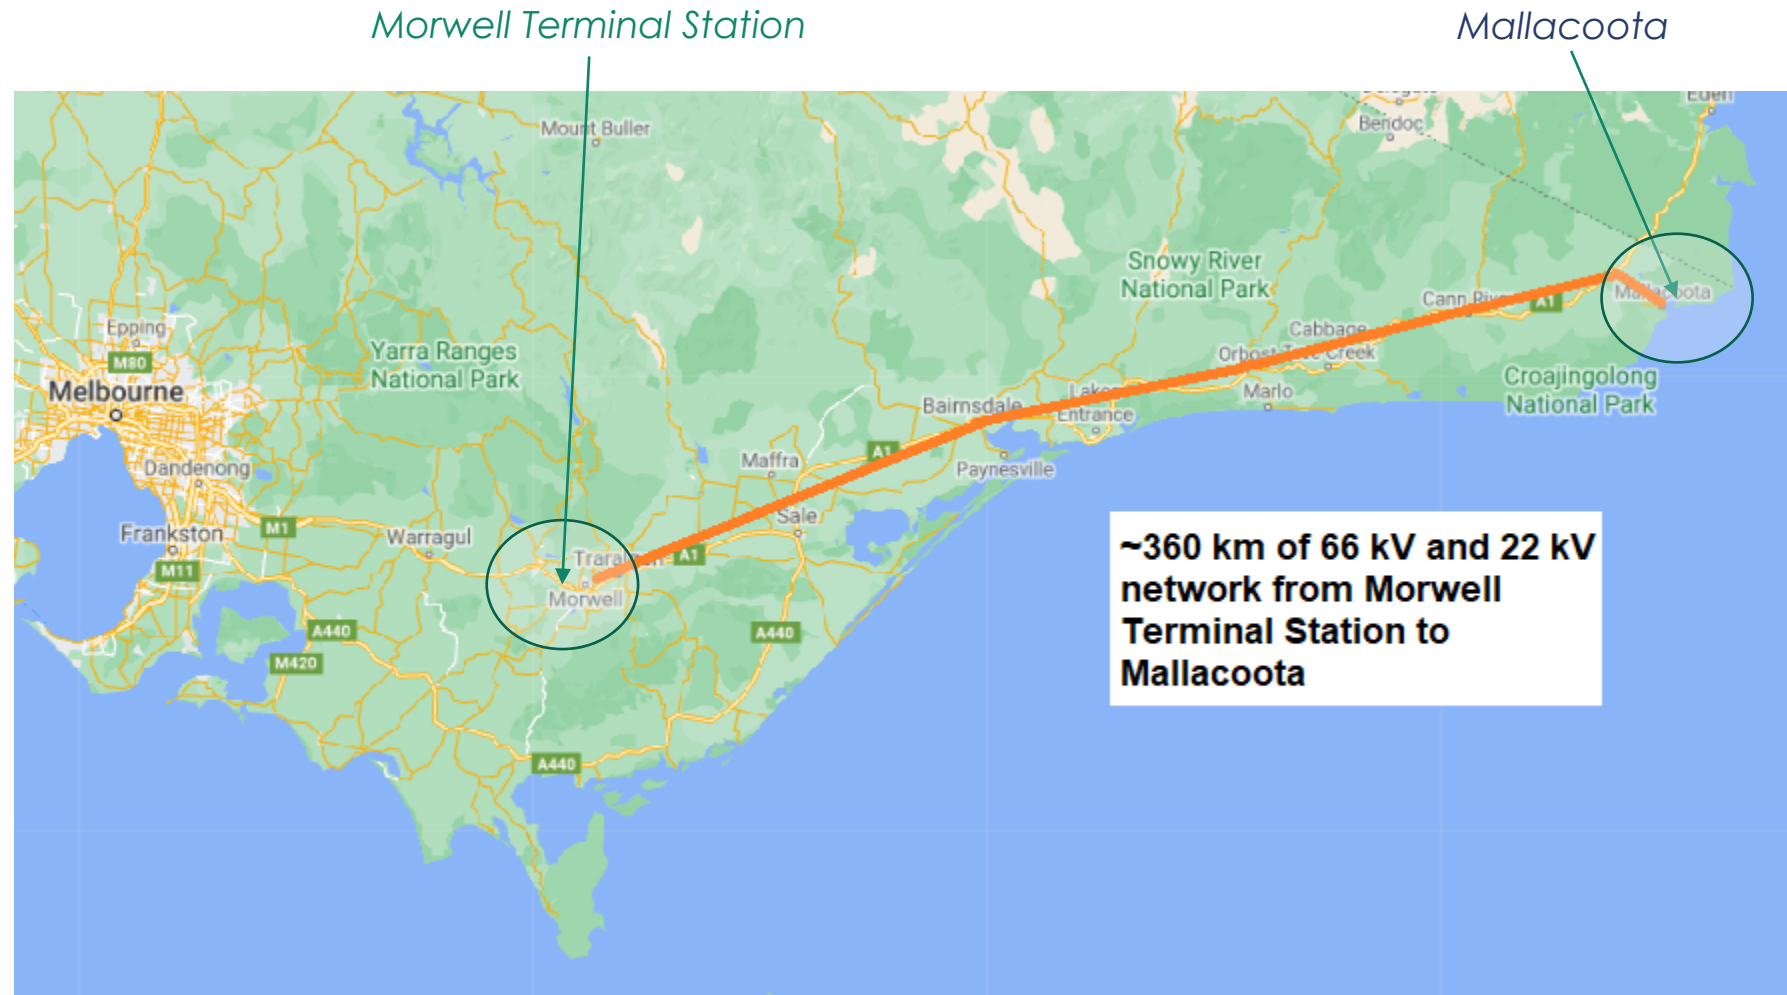 Morwell Terminal Station
Mallacoota
Eden
Mount Buller
Bendoc
Snowy River
National Park
Cann
A1
Mallacoota
Epping
M80
Yarra Ranges
National Park
Cabbage
Tree Creek
Orbost
Melbourne
Croajingolong
National Park
Lakes
Entrance
Marlo
Bairnsdale
A1
Maffra
Paynesville
Dandenong
Sale
M1
Frankston
Warragul
~360 km of 66 kV and 22 kV
network from Morwell
Terminal Station to
Mallacoota
A1
M11
Morwell
A440
A440
M420
A440